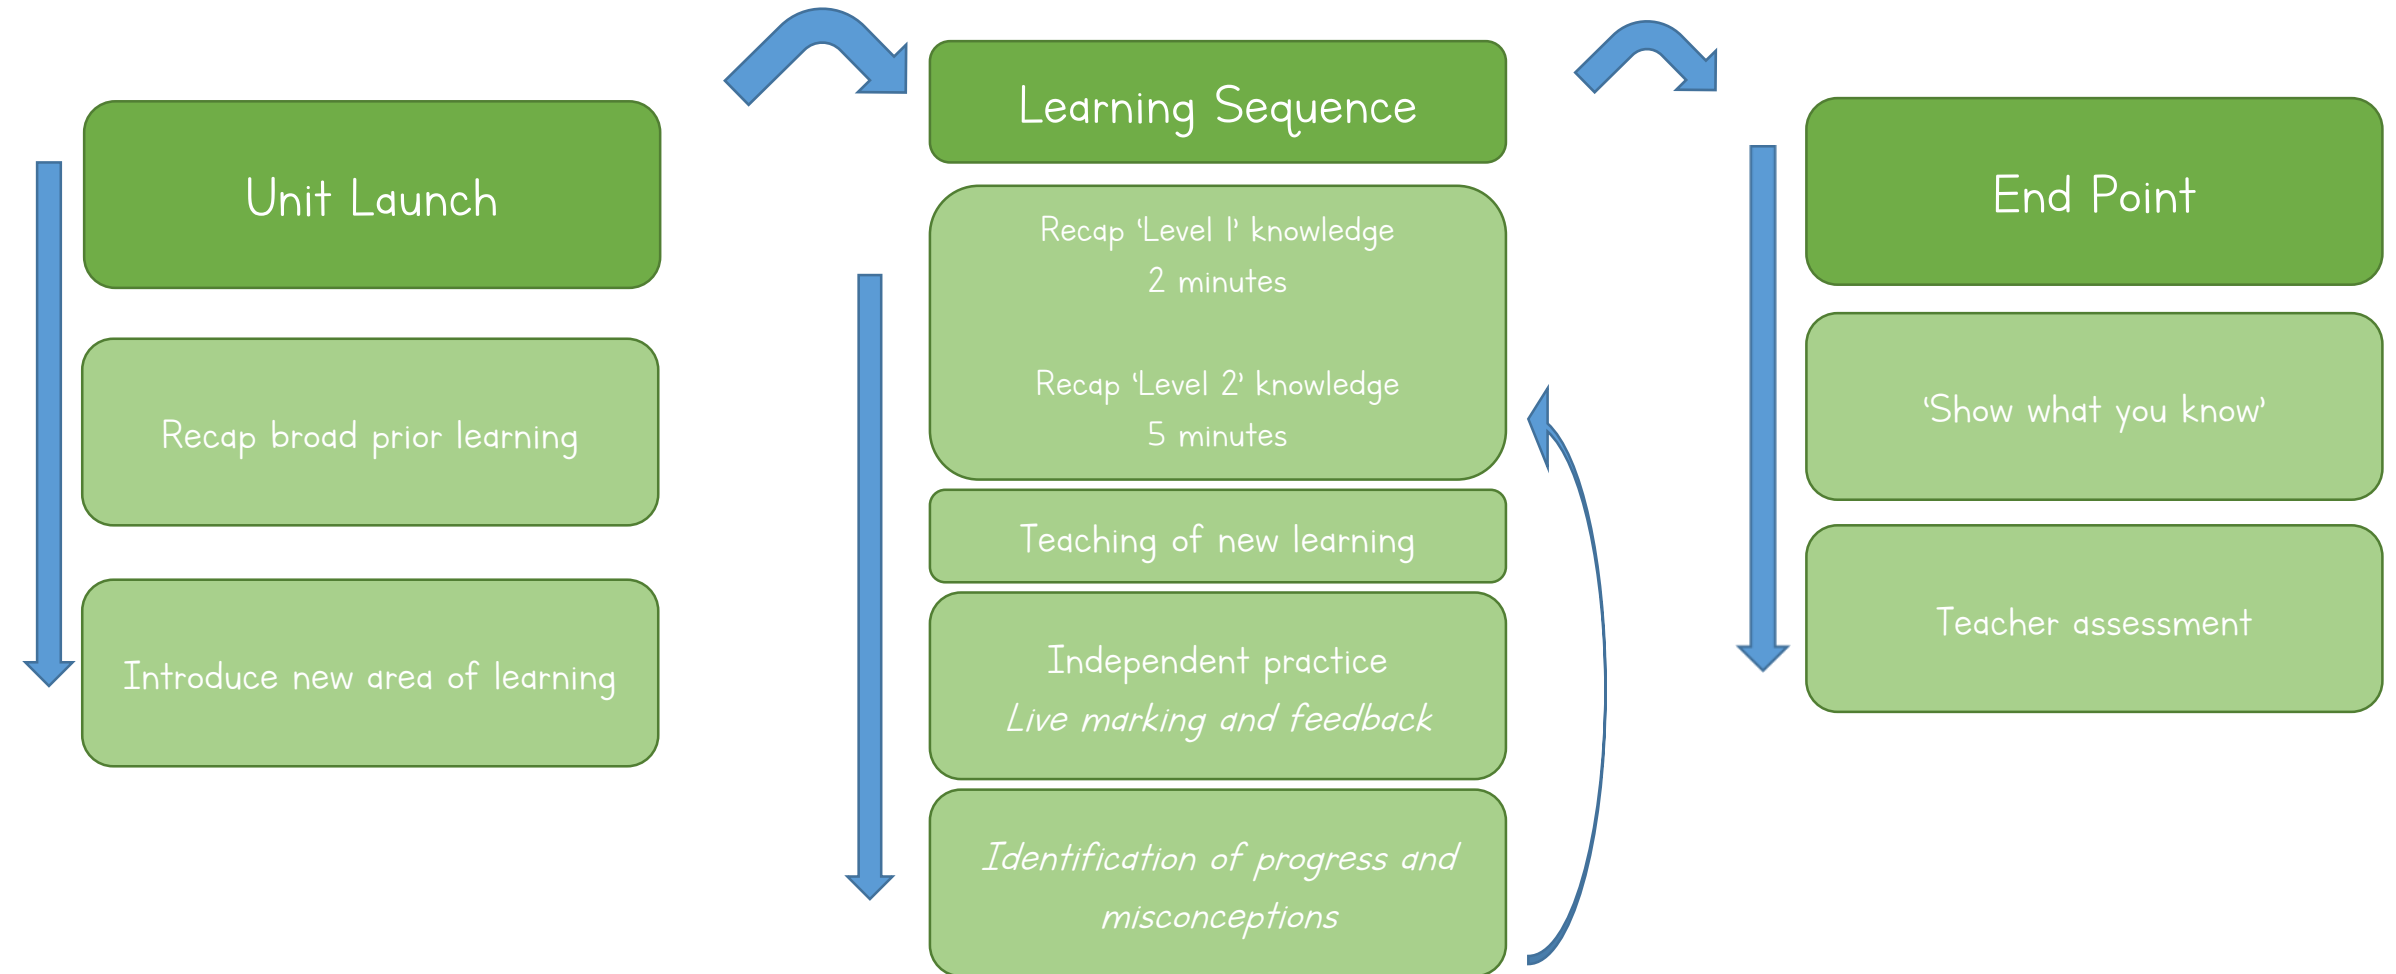 Unit Launch
Recap broad prior learning
Introduce new area of learning
Learning Sequence
Recap ‘Level 1’ knowledge
2 minutes
Recap ‘Level 2’ knowledge
5 minutes
Teaching of new learning
Independent practice
Live marking and feedback
Identification of progress and
misconceptions
End Point
‘Show what you know’
Teacher assessment